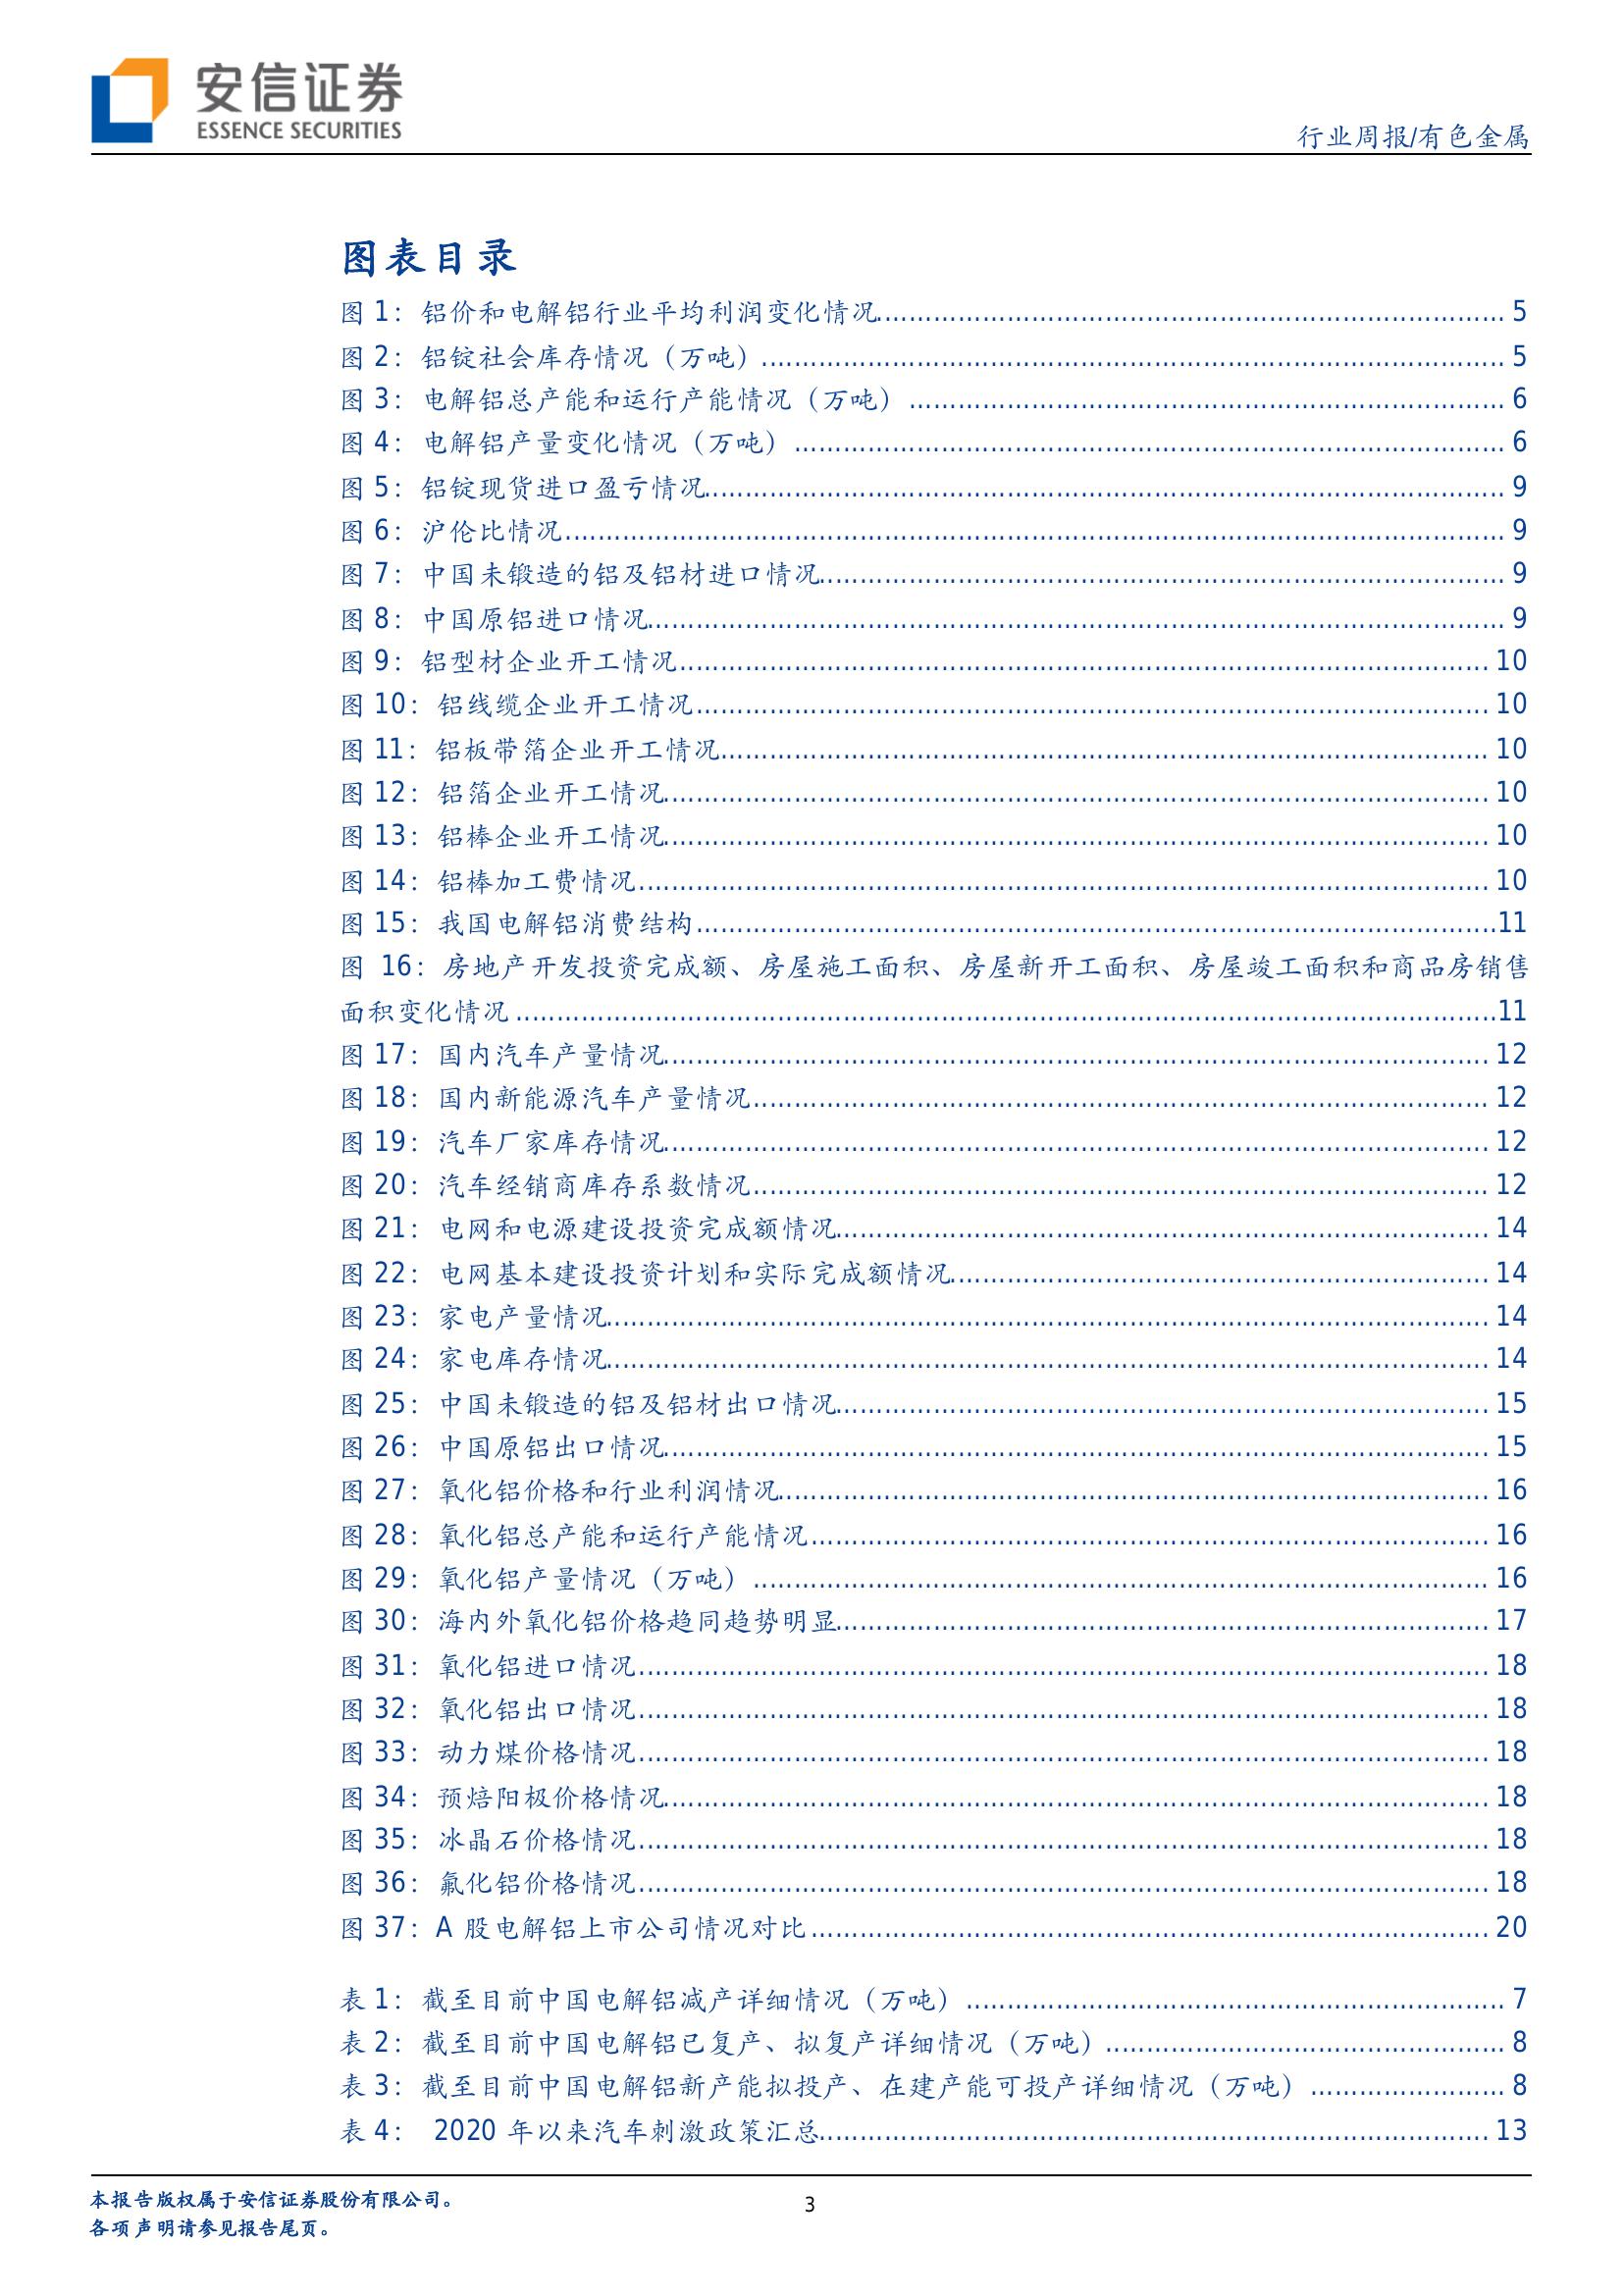 安信证券
ESSENCE SECURITIES
行业周报/有色金属
图表目录
图 1：铝价和电解铝行业平均利润变化情况 5
图 2：铝锭社会库存情况（万吨） 5
图 3：电解铝总产能和运行产能情况（万吨） 6
图 4：电解铝产量变化情况（万吨） 6
图 5：铝锭现货进口盈亏情况 9
图 6：沪伦比情况 9
图 7：中国未锻造的铝及铝材进口情况 9
图 8：中国原铝进口情况 9
图 9：铝型材企业开工情况 10
图 10：铝线缆企业开工情况 10
图 11：铝板带箔企业开工情况 10
图 12：铝箔企业开工情况 10
图 13：铝棒企业开工情况 10
图 14：铝棒加工费情况 10
图 15：我国电解铝消费结构 11
图 16：房地产开发投资完成额、房屋施工面积、房屋新开工面积、房屋竣工面积和商品房销售
面积变化情况 11
图 17：国内汽车产量情况 12
图 18：国内新能源汽车产量情况 12
图 19：汽车厂家库存情况 12
图 20：汽车经销商库存系数情况 12
图 21：电网和电源建设投资完成额情况 14
图 22：电网基本建设投资计划和实际完成额情况 14
图 23：家电产量情况 14
图 24：家电库存情况 14
图 25：中国未锻造的铝及铝材出口情况 15
图 26：中国原铝出口情况 15
图 27：氧化铝价格和行业利润情况 16
图 28：氧化铝总产能和运行产能情况 16
图 29：氧化铝产量情况（万吨） 16
图 30：海内外氧化铝价格趋同趋势明显 17
图 31：氧化铝进口情况 18
图 32：氧化铝出口情况 18
图 33：动力煤价格情况 18
图 34：预焙阳极价格情况 18
图 35：冰晶石价格情况 18
图 36：氟化铝价格情况 18
图 37：A 股电解铝上市公司情况对比 20
表 1：截至目前中国电解铝减产详细情况（万吨） 7
表 2：截至目前中国电解铝已复产、拟复产详细情况（万吨） 8
表 3：截至目前中国电解铝新产能拟投产、在建产能可投产详细情况（万吨） 8
表 4： 2020 年以来汽车刺激政策汇总 13
本报告版权属于安信证券股份有限公司。
各项声明请参见报告尾页。
3